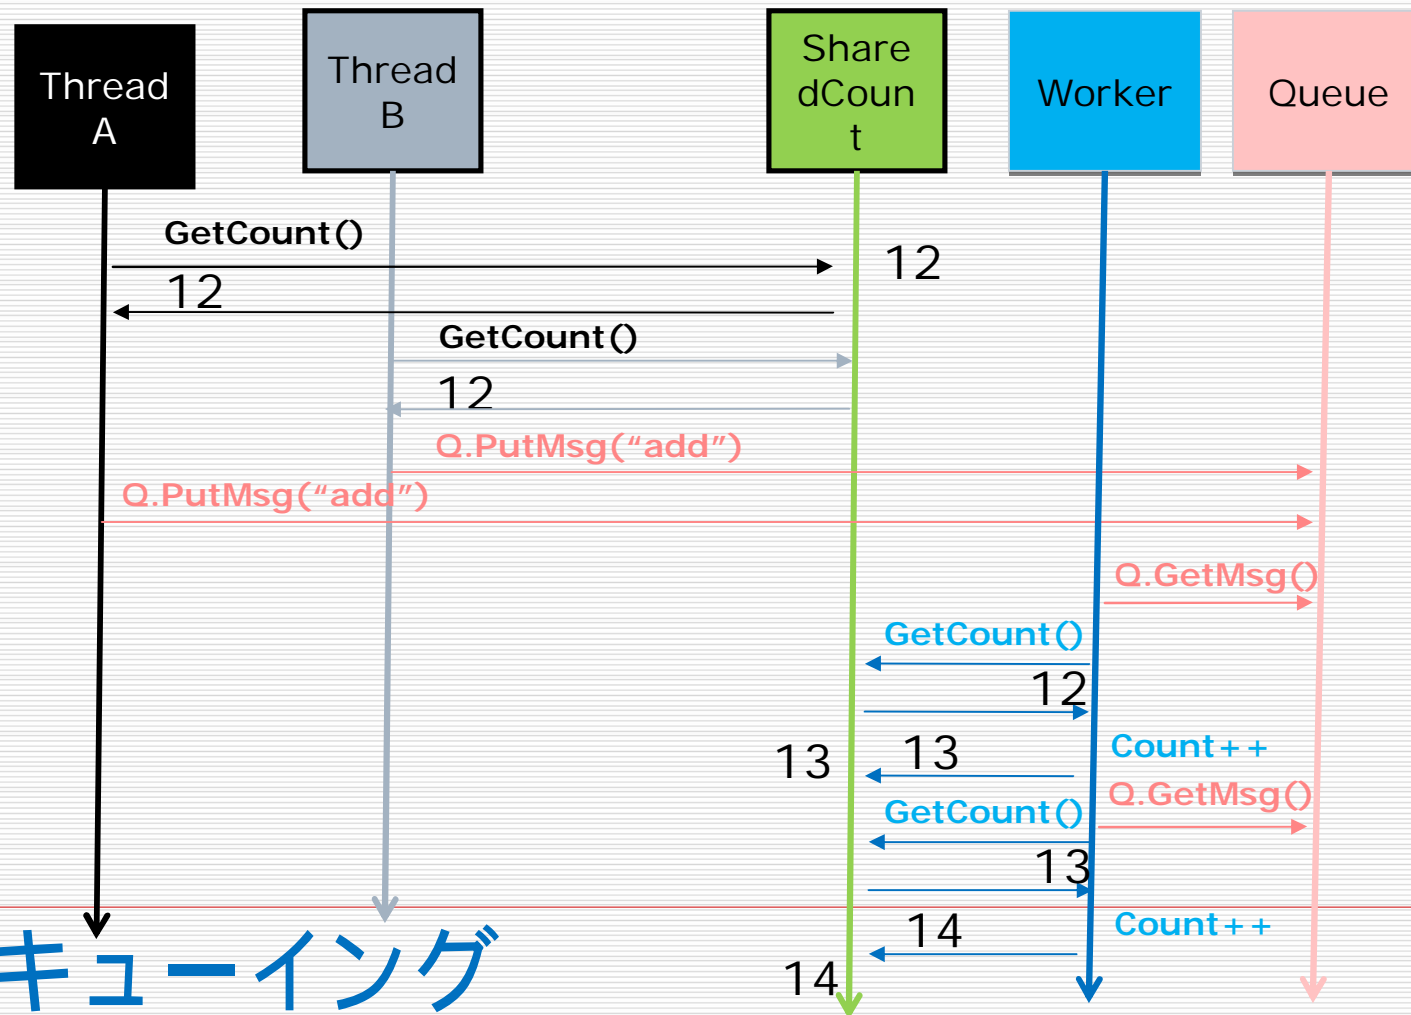 Thread
A
Thread
B
Share
dCoun
t
Worker
Queue
GetCount()
12
12
GetCount()
12
Q.PutMsg(“add”)
Q.PutMsg(“add”)
Q.GetMsg()
GetCount()
12
Count++
13
13
Q.GetMsg()
GetCount()
13
Count++
14
14
キューイング